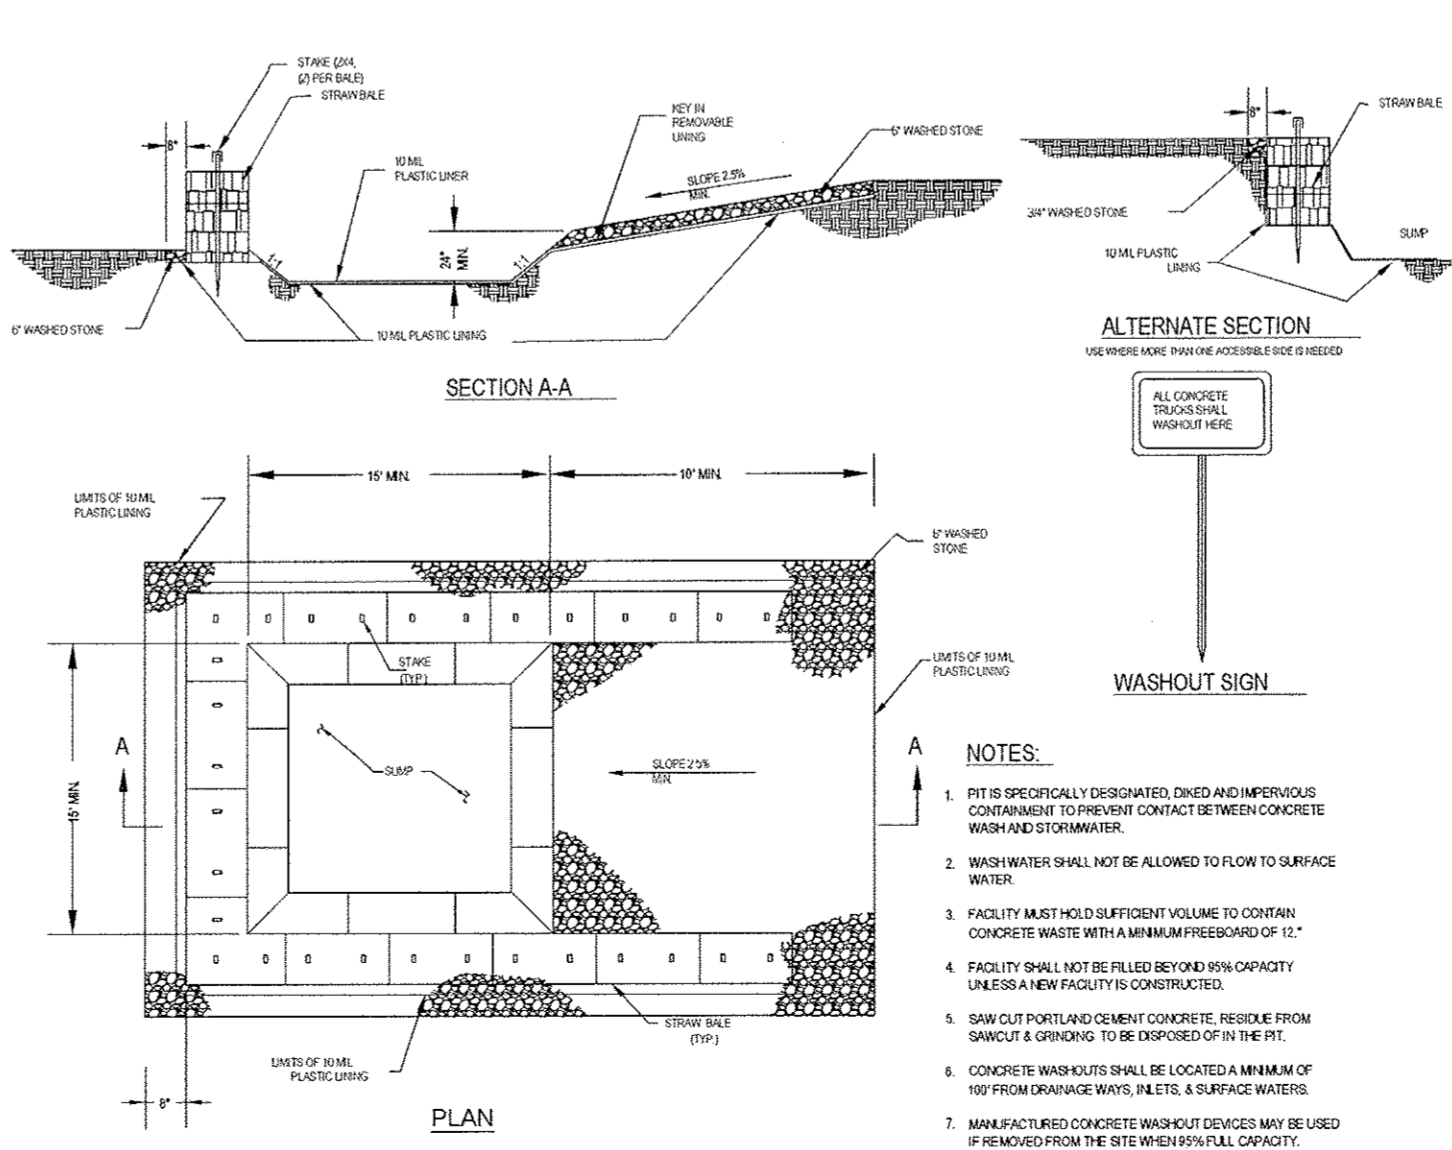 STAKE (2X4,
(2) PER BALE)
STRAW BALE
8"
10 MIL
PLASTIC LINER
KEY IN
REMOVABLE
LINING
6" WASHED STONE
SLOPE 2.5%
MIN.
24"
MIN.
1:1
1:1
6" WASHED STONE
10 MIL PLASTIC LINING
SECTION A-A
8"
STRAW BALE
3/4" WASHED STONE
10 MIL PLASTIC
LINING
SUMP
ALTERNATE SECTION
USE WHERE MORE THAN ONE ACCESSIBLE SIDE IS NEEDED
ALL CONCRETE
TRUCKS SHALL
WASHOUT HERE
WASHOUT SIGN
15' MIN.
10' MIN.
LIMITS OF 10 MIL
PLASTIC LINING
6" WASHED
STONE
STAKE
(TYP.)
LIMITS OF 10 MIL
PLASTIC LINING
A
A
15' MIN.
SUMP
SLOPE 2.5%
MIN.
STRAW BALE
(TYP.)
LIMITS OF 10 MIL
PLASTIC LINING
8"
PLAN
NOTES:
1. PIT IS SPECIFICALLY DESIGNATED, DIKED AND IMPERVIOUS
CONTAINMENT TO PREVENT CONTACT BETWEEN CONCRETE
WASH AND STORMWATER.
2. WASH WATER SHALL NOT BE ALLOWED TO FLOW TO SURFACE
WATER.
3. FACILITY MUST HOLD SUFFICIENT VOLUME TO CONTAIN
CONCRETE WASTE WITH A MINIMUM FREEBOARD OF 12."
4. FACILITY SHALL NOT BE FILLED BEYOND 95% CAPACITY
UNLESS A NEW FACILITY IS CONSTRUCTED.
5. SAW CUT PORTLAND CEMENT CONCRETE, RESIDUE FROM
SAWCUT & GRINDING TO BE DISPOSED OF IN THE PIT.
6. CONCRETE WASHOUTS SHALL BE LOCATED A MINIMUM OF
100' FROM DRAINAGE WAYS, INLETS, & SURFACE WATERS.
7. MANUFACTURED CONCRETE WASHOUT DEVICES MAY BE USED
IF REMOVED FROM THE SITE WHEN 95% FULL CAPACITY.